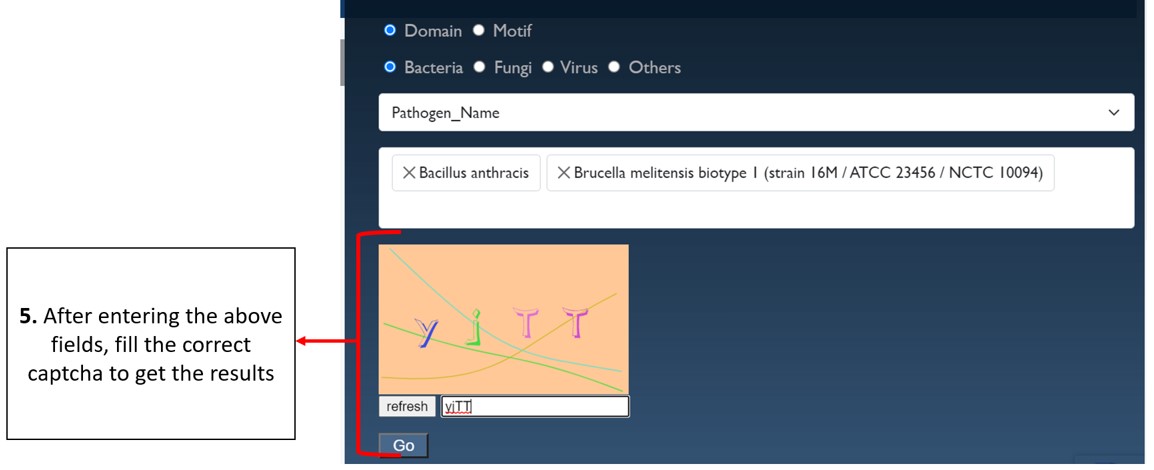 Domain Motif
Bacteria Fungi Virus Others
Pathogen_Name
Bacillus anthracis Brucella melitensis biotype 1 (strain 16M / ATCC 23456 / NCTC 10094)
5. After entering the above
fields, fill the correct
captcha to get the results
y j T T
refresh yjTT
Go